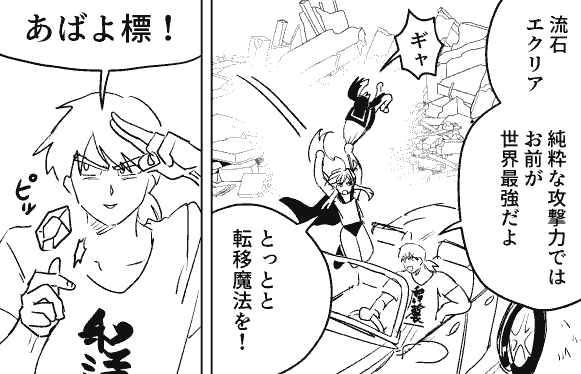 流石
エクリア
純粋な攻撃力では
お前が
世界最強だよ
ギャ
とっとと
転移魔法を！
あばよ標！
ピッ